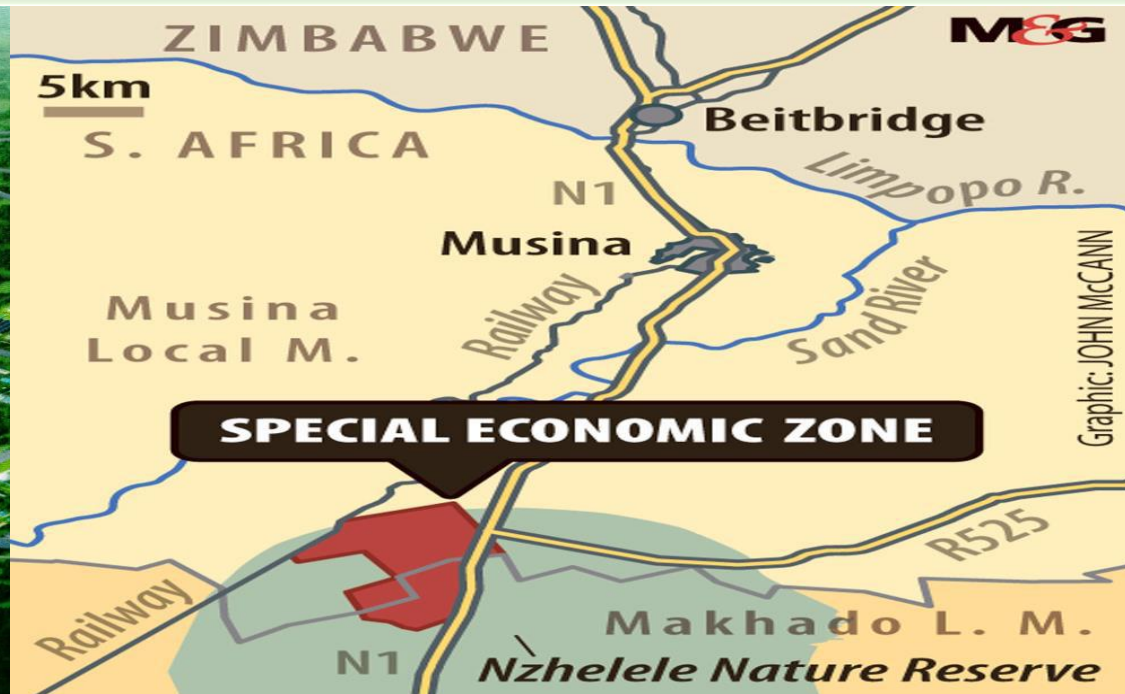 ZIMBABWE
M&G
5km
S. AFRICA
Beitbridge
Limpopo R.
N1
Musina
Railway
Sand River
Musina
Local M.
Graphic: JOHN McCANN
SPECIAL ECONOMIC ZONE
R525
Railway
Makhado L. M.
N1
Nzhelele Nature Reserve